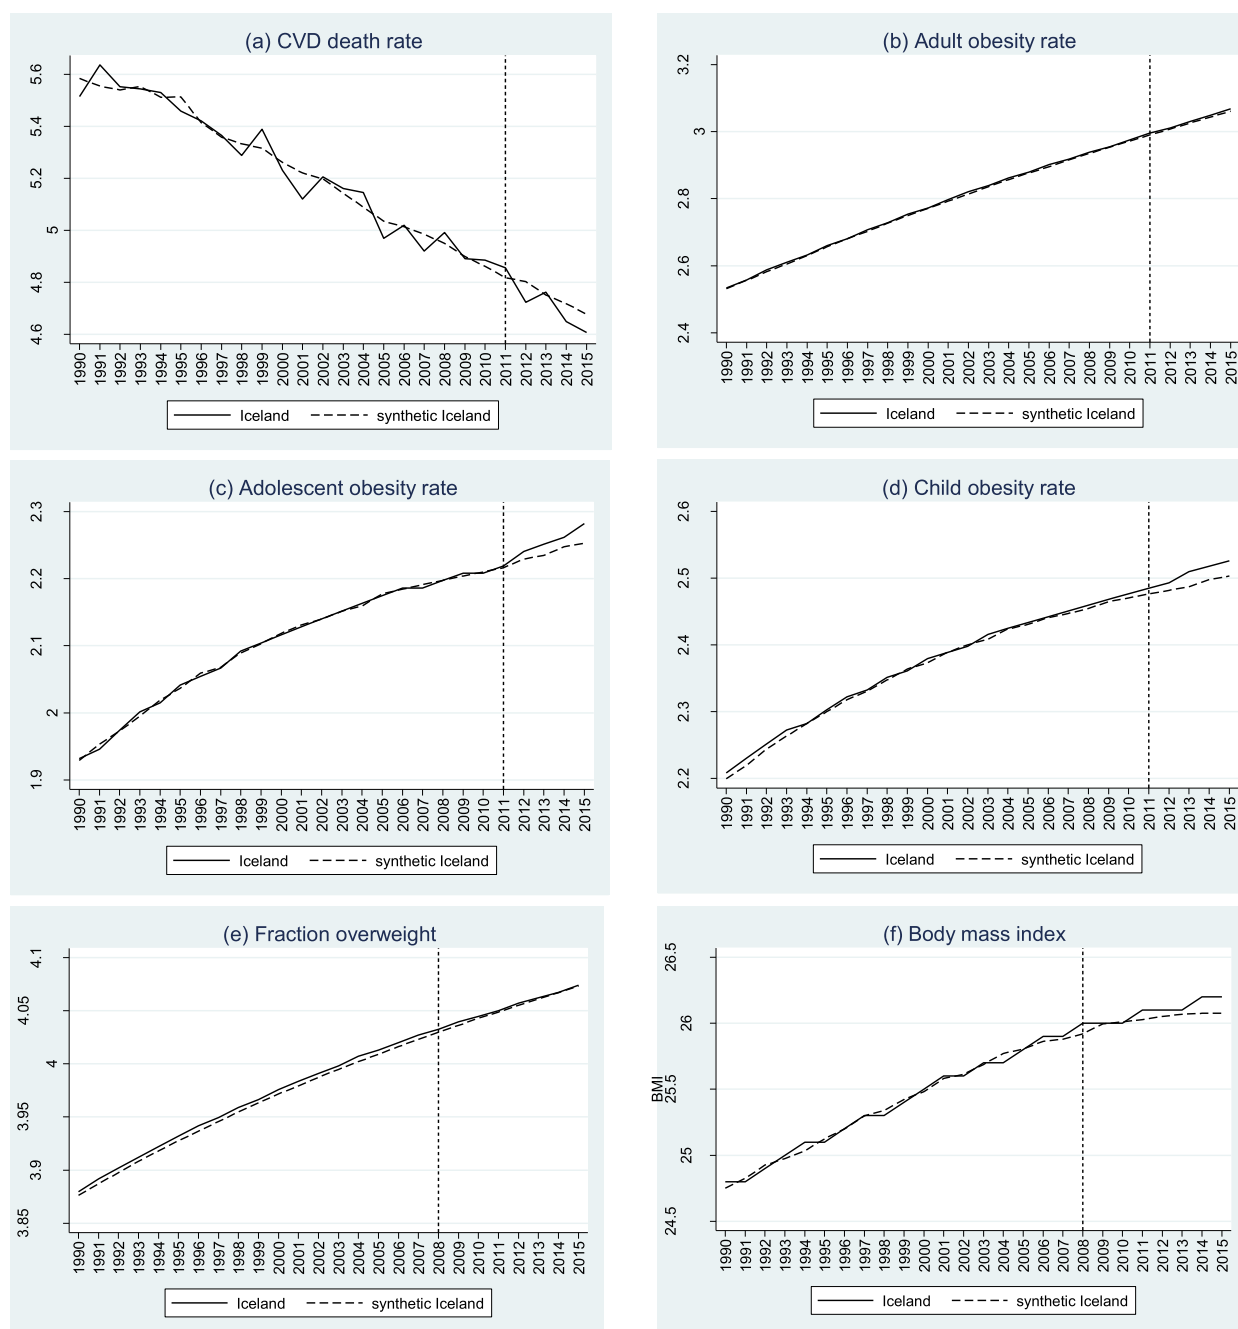 (a) CVD death rate
5.6
5.4
5.2
5
4.8
4.6
1990 1991 1992 1993 1994 1995 1996 1997 1998 1999 2000 2001 2002 2003 2004 2005 2006 2007 2008 2009 2010 2011 2012 2013 2014 2015
Iceland synthetic Iceland
(b) Adult obesity rate
3.2
3
2.8
2.6
2.4
1990 1991 1992 1993 1994 1995 1996 1997 1998 1999 2000 2001 2002 2003 2004 2005 2006 2007 2008 2009 2010 2011 2012 2013 2014 2015
Iceland synthetic Iceland
(c) Adolescent obesity rate
2.3
2.2
2.1
2
1.9
1990 1991 1992 1993 1994 1995 1996 1997 1998 1999 2000 2001 2002 2003 2004 2005 2006 2007 2008 2009 2010 2011 2012 2013 2014 2015
Iceland synthetic Iceland
(d) Child obesity rate
2.6
2.5
2.4
2.3
2.2
1990 1991 1992 1993 1994 1995 1996 1997 1998 1999 2000 2001 2002 2003 2004 2005 2006 2007 2008 2009 2010 2011 2012 2013 2014 2015
Iceland synthetic Iceland
(e) Fraction overweight
4.1
4.05
4
3.95
3.9
3.85
1990 1991 1992 1993 1994 1995 1996 1997 1998 1999 2000 2001 2002 2003 2004 2005 2006 2007 2008 2009 2010 2011 2012 2013 2014 2015
Iceland synthetic Iceland
(f) Body mass index
BMI
26.5
26
25.5
25
24.5
1990 1991 1992 1993 1994 1995 1996 1997 1998 1999 2000 2001 2002 2003 2004 2005 2006 2007 2008 2009 2010 2011 2012 2013 2014 2015
Iceland synthetic Iceland